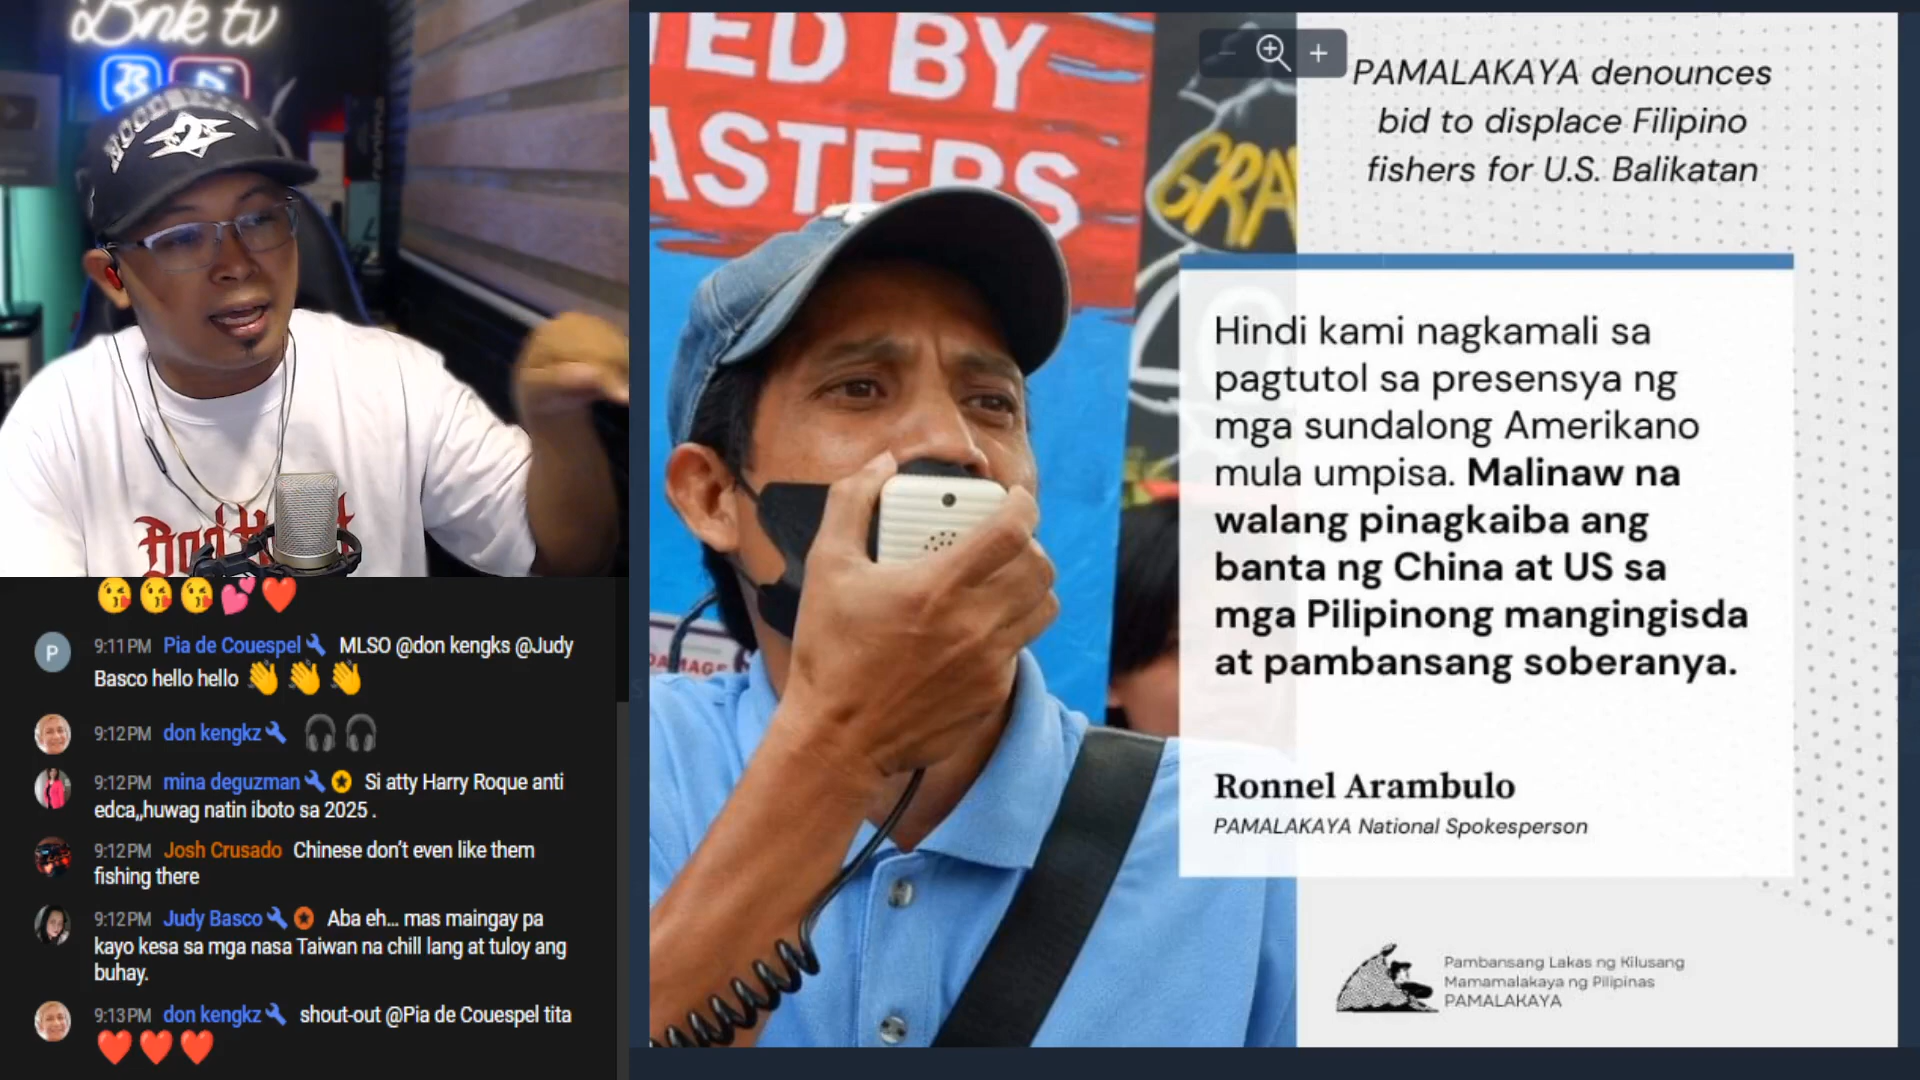 Bnk tv
TED BY
ASTERS
GRA
DAMAGE
PAMALAKAYA denounces
bid to displace Filipino
fishers for U.S. Balikatan
Hindi kami nagkamali sa
pagtutol sa presensya ng
mga sundalong Amerikano
mula umpisa. Malinaw na
walang pinagkaiba ang
banta ng China at US sa
mga Pilipinong mangingisda
at pambansang soberanya.
Ronnel Arambulo
PAMALAKAYA National Spokesperson
Pambansang Lakas ng Kilusang
Mamamalakaya ng Pilipinas
PAMALAKAYA
😘😘😘💕❤️
P
9:11 PM Pia de Couespel MLSO @don kengks @Judy
Basco hello hello 👋👋👋
9:12 PM don kengkz 🎧🎧
9:12 PM mina deguzman Si atty Harry Roque anti
edca,,huwag natin iboto sa 2025 .
9:12 PM Josh Crusado Chinese don't even like them
fishing there
9:12 PM Judy Basco Aba eh... mas maingay pa
kayo kesa sa mga nasa Taiwan na chill lang at tuloy ang
buhay.
9:13 PM don kengkz shout-out @Pia de Couespel tita
❤️❤️❤️